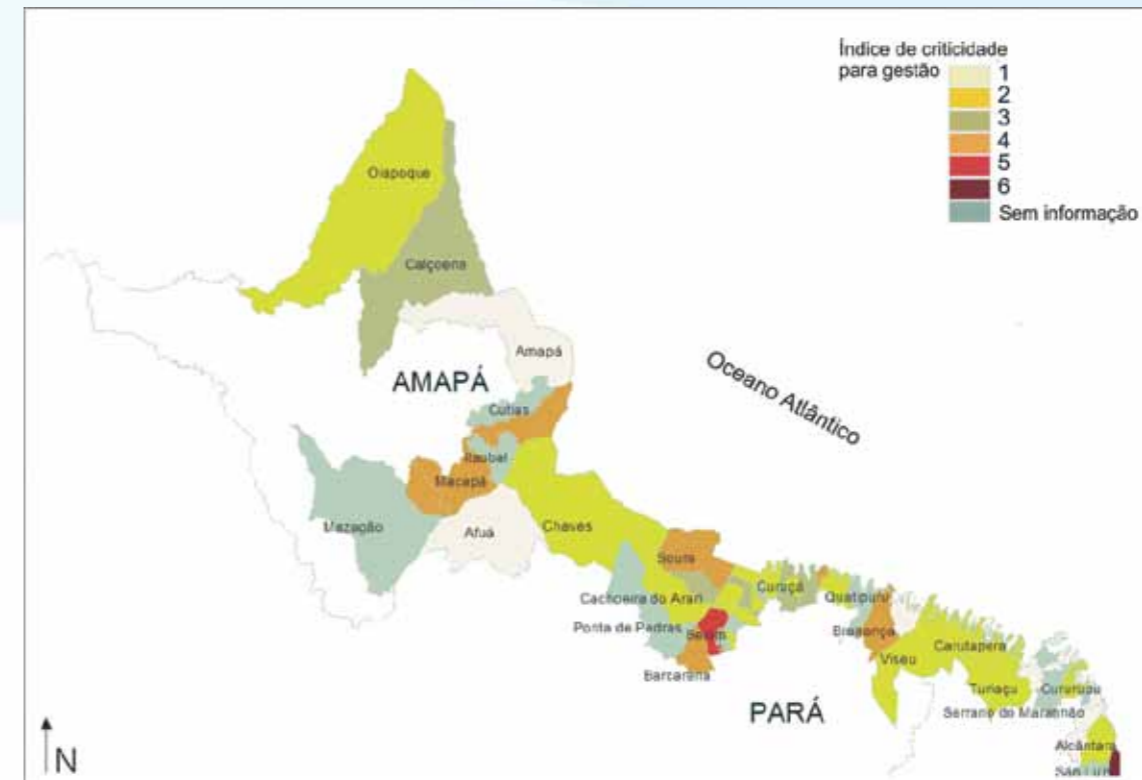 Índice de criticidade
para gestão
1
2
3
4
5
6
Sem informação
Oiapoque
Calçoene
Amapá
AMAPÁ
Oceano Atlântico
Cutias
Itaubal
Macapá
Mazagão
Afuá
Chaves
Soure
Cachoeira do Arari
Curuçá
Quatipuru
Ponta de Pedras
Belém
Bragança
Barcarena
Viseu
Carutapera
PARÁ
Turiaçu
Cururupu
Serrano do Maranhão
Alcântara
São Luís
N